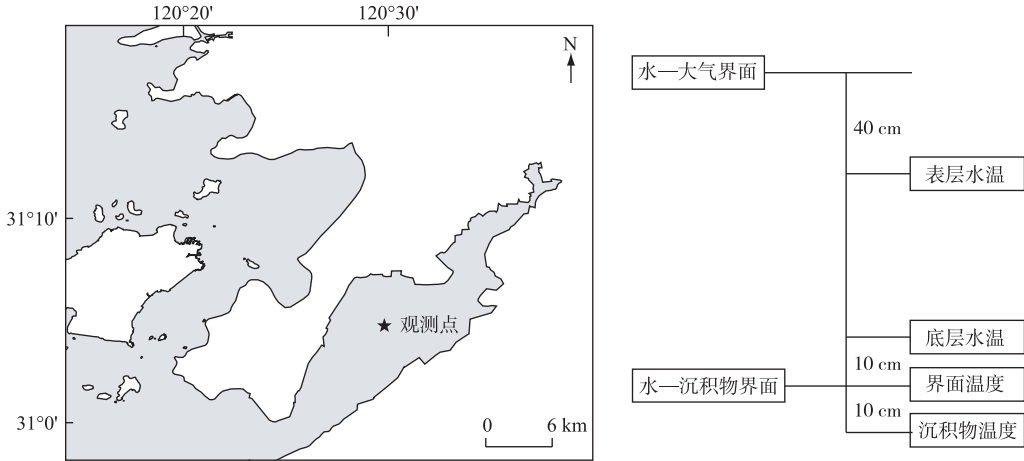 120°20'
120°30'
N
31°10'
31°0'
观测点
0
6 km
水—大气界面
40 cm
表层水温
底层水温
10 cm
水—沉积物界面
界面温度
10 cm
沉积物温度